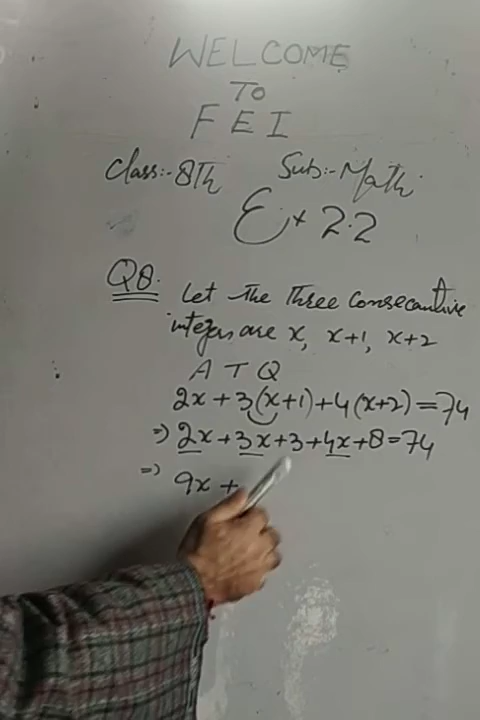 WELCOME
TO
FEI
Class:- 8Th Sub:- Math
Ex 2.2
Q8. Let the three consecutive
integers are x, x+1, x+2
A T Q
2x + 3(x+1) + 4(x+2) = 74
=) 2x + 3x + 3 + 4x + 8 = 74
=) 9x +